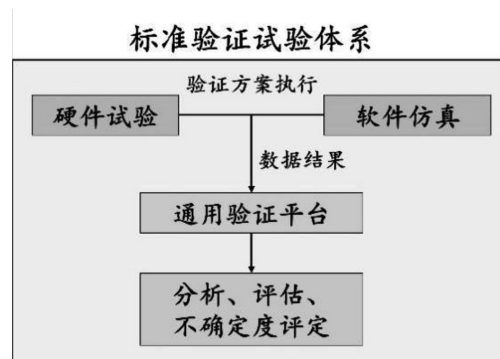 标准验证试验体系
验证方案执行
硬件试验
软件仿真
数据结果
通用验证平台
分析、评估、
不确定度评定